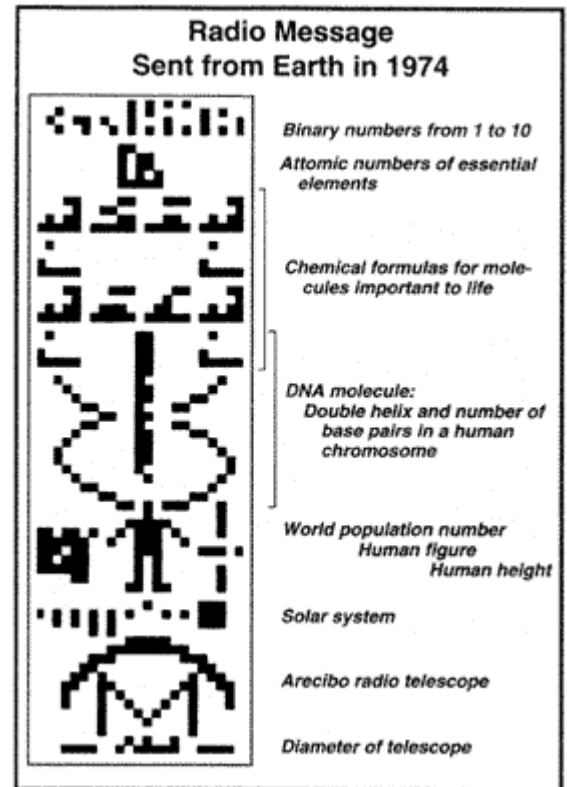 Radio Message
Sent from Earth in 1974
Binary numbers from 1 to 10
Attomic numbers of essential
elements
Chemical formulas for mole-
cules important to life
DNA molecule:
Double helix and number of
base pairs in a human
chromosome
World population number
Human figure
Human height
Solar system
Arecibo radio telescope
Diameter of telescope